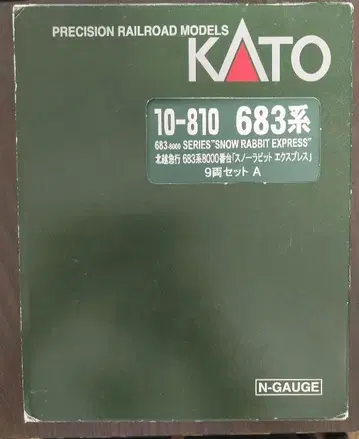 PRECISION RAILROAD MODELS
KATO
10-810 683系
683-8000 SERIES "SNOW RABBIT EXPRESS"
北越急行 683系8000番台「スノーラビット エクスプレス」
9両セット A
N-GAUGE